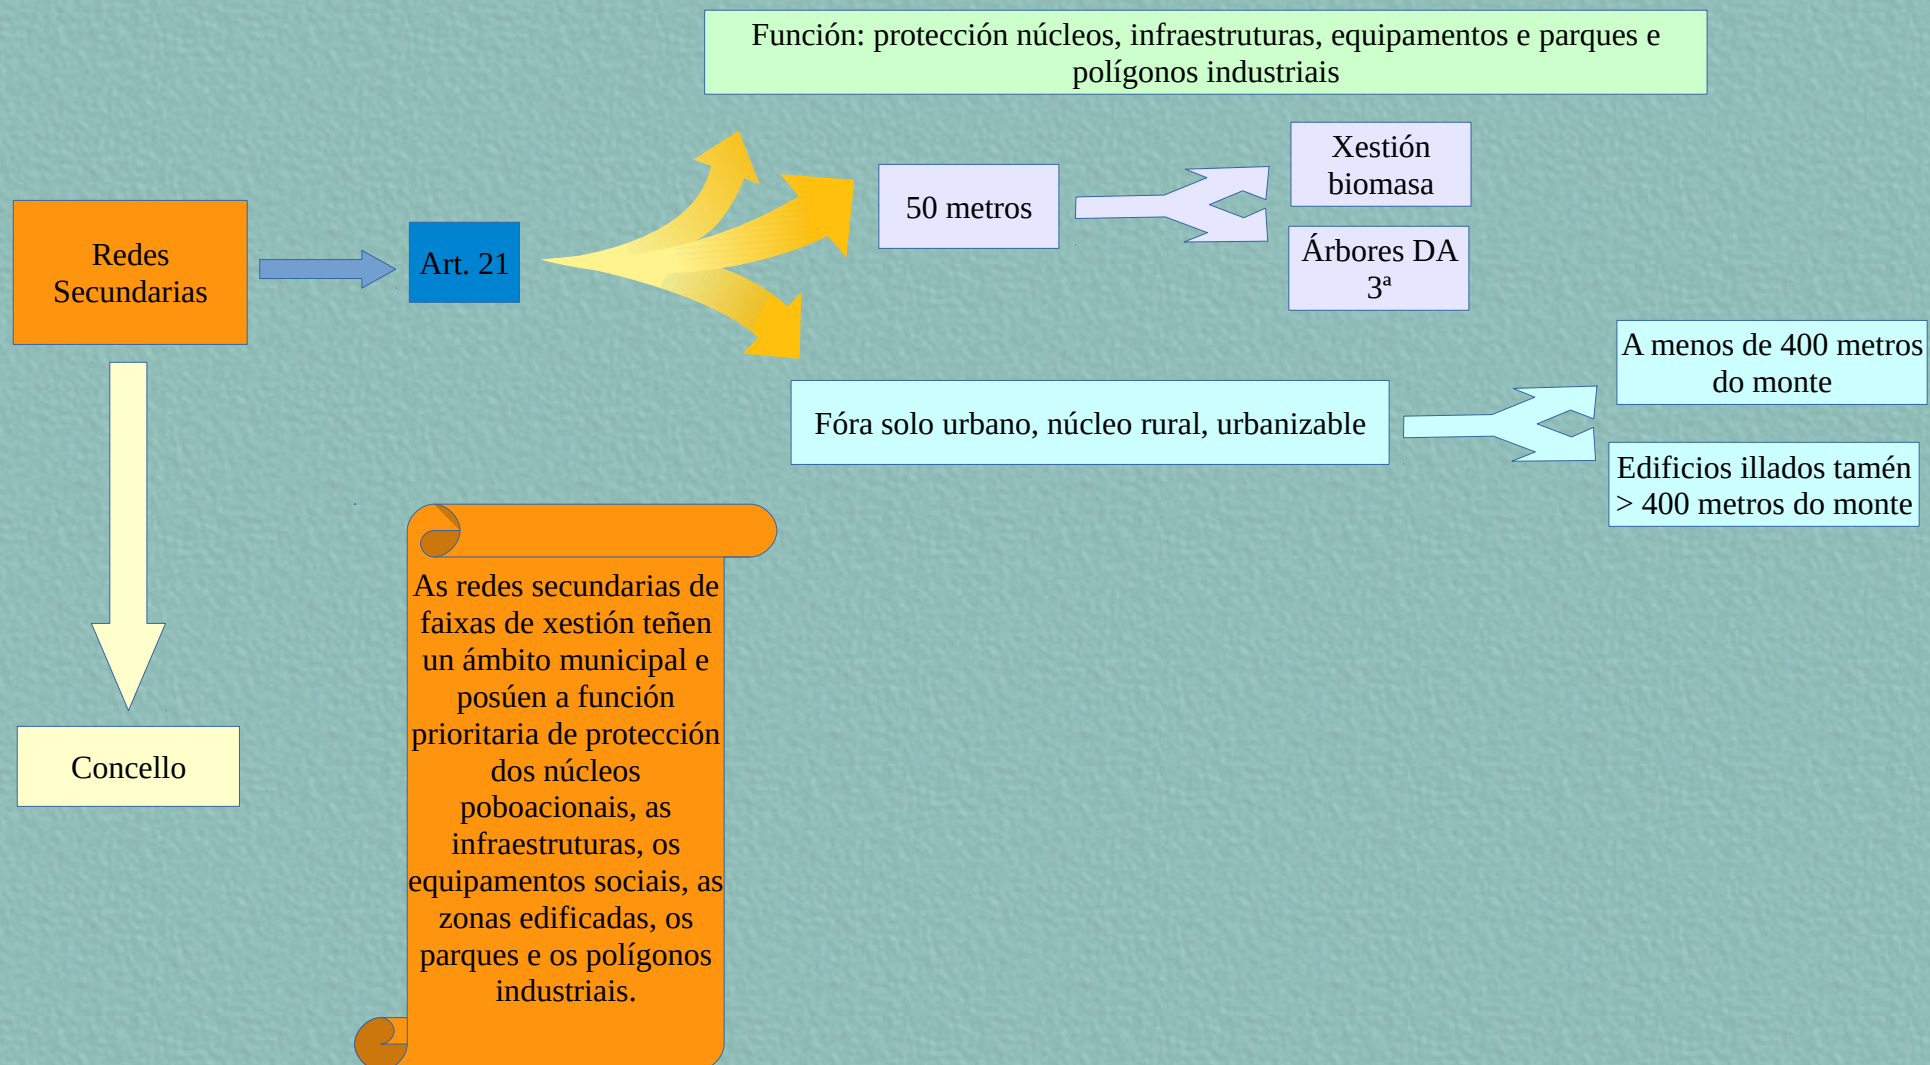 Función: protección núcleos, infraestruturas, equipamentos e parques e
polígonos industriais
Redes
Secundarias
Art. 21
50 metros
Xestión
biomasa
Árbores DA
3ª
Fóra solo urbano, núcleo rural, urbanizable
A menos de 400 metros
do monte
Edificios illados tamén
> 400 metros do monte
Concello
As redes secundarias de
faixas de xestión teñen
un ámbito municipal e
posúen a función
prioritaria de protección
dos núcleos
poboacionais, as
infraestruturas, os
equipamentos sociais, as
zonas edificadas, os
parques e os polígonos
industriais.